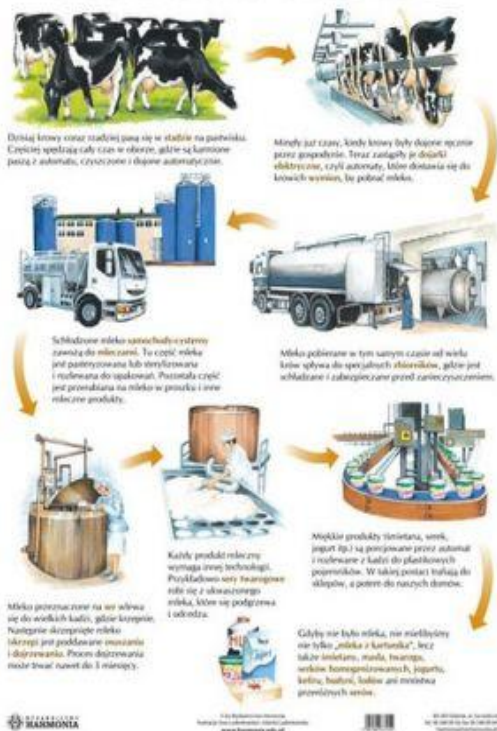 Dzisiaj krowy coraz rzadziej pasą się w stadzie na pastwisku.
Częściej spędzają cały czas w oborze, gdzie są karmione
paszą z automatu, czyszczone i dojone automatycznie.
Minęły już czasy, kiedy krowy były dojone ręcznie
przez gospodynie. Teraz zastąpiły je dojarki
elektryczne, czyli automaty, które dostawia się do
krowich wymion, by pobrać mleko.
Schłodzone mleko samochody-cysterny
zawożą do mleczarni. Tu część mleka
jest pasteryzowana lub sterylizowana
i rozlewana do opakowań. Pozostała część
jest przerabiana na mleko w proszku i inne
mleczne produkty.
Mleko pobierane w tym samym czasie od wielu
krów spływa do specjalnych zbiorników, gdzie jest
schładzane i zabezpieczane przed zanieczyszczeniem.
Mleko przeznaczone na ser wlewa
się do wielkich kadzi, gdzie krzepnie.
Następnie skrzepnięte mleko
(skrzep) jest poddawane osuszaniu
i dojrzewaniu. Proces dojrzewania
może trwać nawet do 3 miesięcy.
Każdy produkt mleczny
wymaga innej technologii.
Przykładowo sery twarogowe
robi się z ukwaszonego
mleka, które się podgrzewa
i odcedza.
Miękkie produkty (śmietana, serek,
jogurt itp.) są porcjowane przez automat
i rozlewane z kadzi do plastikowych
pojemników. W takiej postaci trafiają do
sklepów, a potem do naszych domów.
Gdyby nie było mleka, nie mielibyśmy
nie tylko „mleka z kartonika”, lecz
także śmietany, masła, twarogu,
serków homogenizowanych, jogurtu,
kefiru, budyni, lodów ani mnóstwa
przeróżnych serów.
WYDAWNICTWO
HARMONIA
www.harmonia.edu.pl